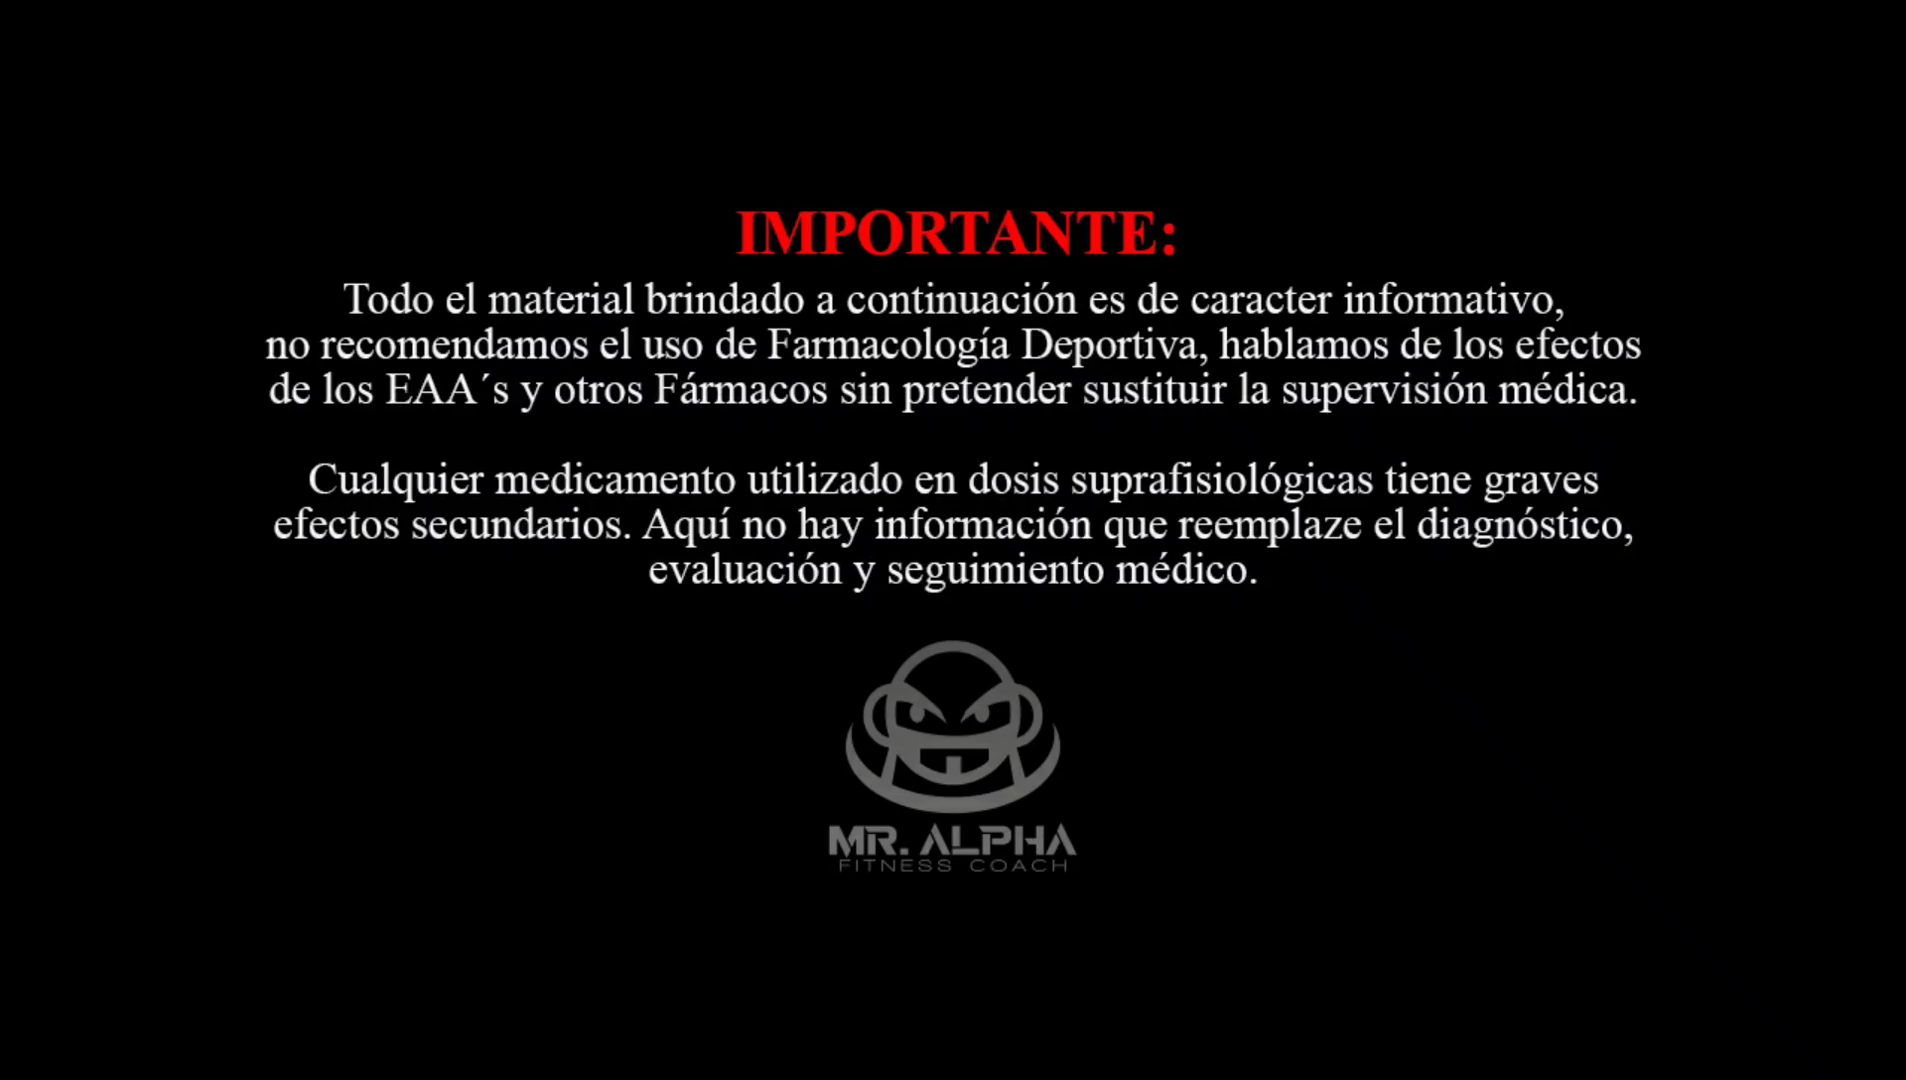 IMPORTANTE:
Todo el material brindado a continuación es de caracter informativo,
no recomendamos el uso de Farmacología Deportiva, hablamos de los efectos
de los EAA´s y otros Fármacos sin pretender sustituir la supervisión médica.
Cualquier medicamento utilizado en dosis suprafisiológicas tiene graves
efectos secundarios. Aquí no hay información que reemplaze el diagnóstico,
evaluación y seguimiento médico.
MR. ALPHA
FITNESS COACH